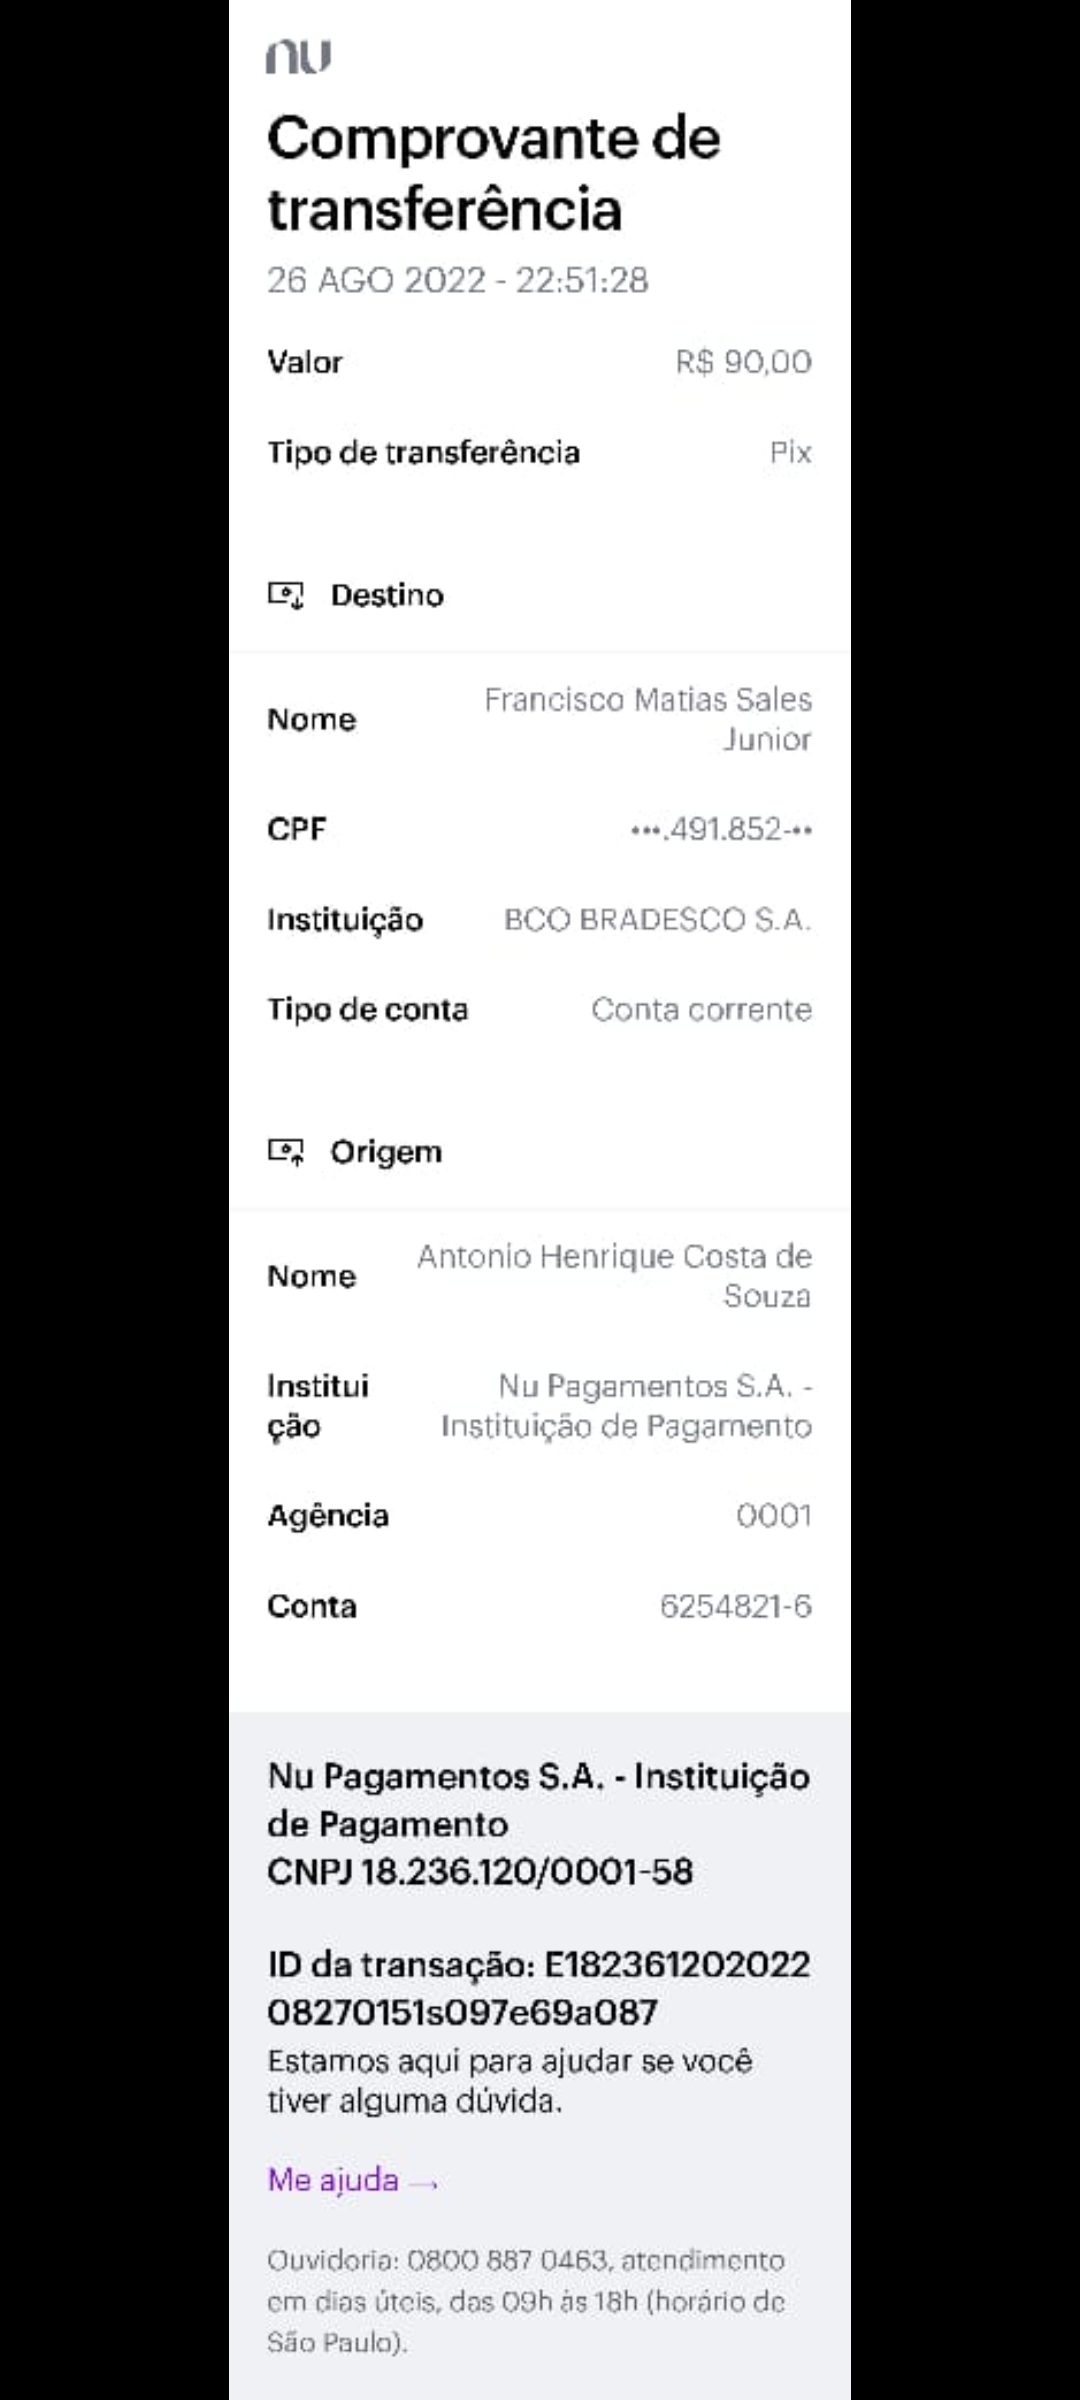 nu
Comprovante de
transferência
26 AGO 2022 - 22:51:28
Valor R$ 90,00
Tipo de transferência Pix
Destino
Nome Francisco Matias Sales
Junior
CPF •••.491.852-••
Instituição BCO BRADESCO S.A.
Tipo de conta Conta corrente
Origem
Nome Antonio Henrique Costa de
Souza
Institui Nu Pagamentos S.A. -
ção Instituição de Pagamento
Agência 0001
Conta 6254821-6
Nu Pagamentos S.A. - Instituição
de Pagamento
CNPJ 18.236.120/0001-58
ID da transação: E182361202022
08270151s097e69a087
Estamos aqui para ajudar se você
tiver alguma dúvida.
Me ajuda →
Ouvidoria: 0800 887 0463, atendimento
em dias úteis, das 09h às 18h (horário de
São Paulo).